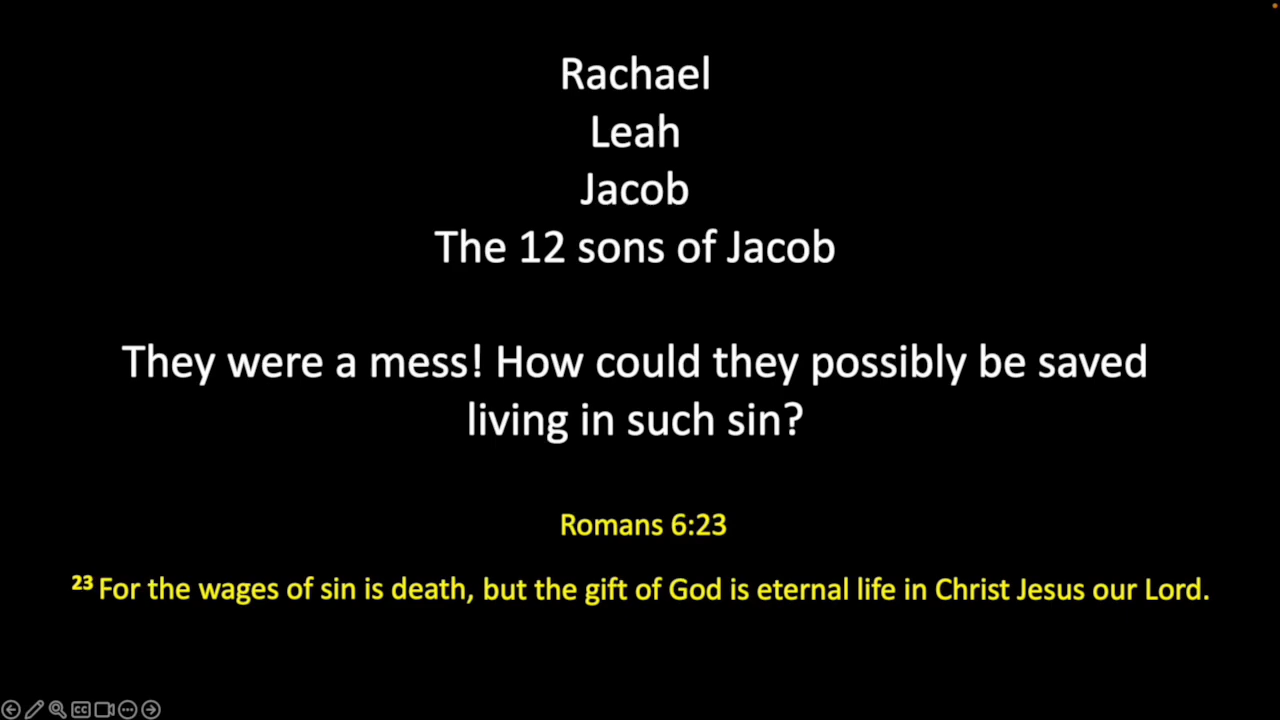 Rachael
Leah
Jacob
The 12 sons of Jacob
They were a mess! How could they possibly be saved
living in such sin?
Romans 6:23
23 For the wages of sin is death, but the gift of God is eternal life in Christ Jesus our Lord.
CC